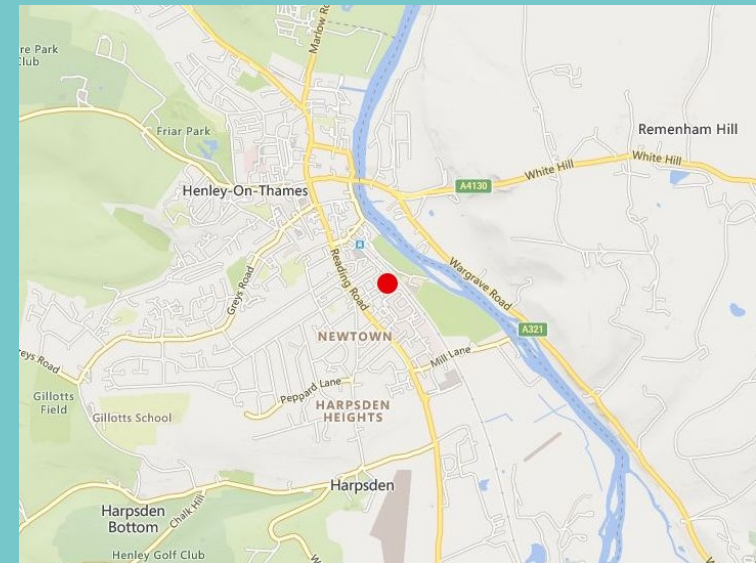 Marlow Ro
re Park
Club
Friar Park
Remenham Hill
White Hill
White Hill
A4130
Henley-On-Thames
Wargrave Road
Reading Road
Greys Road
A321
NEWTOWN
Mill Lane
reys Road
Peppard Lane
Gillotts
Field
Gillotts School
HARPSDEN
HEIGHTS
Harpsden
Harpsden
Bottom
Chalk Hill
Henley Golf Club
W
W